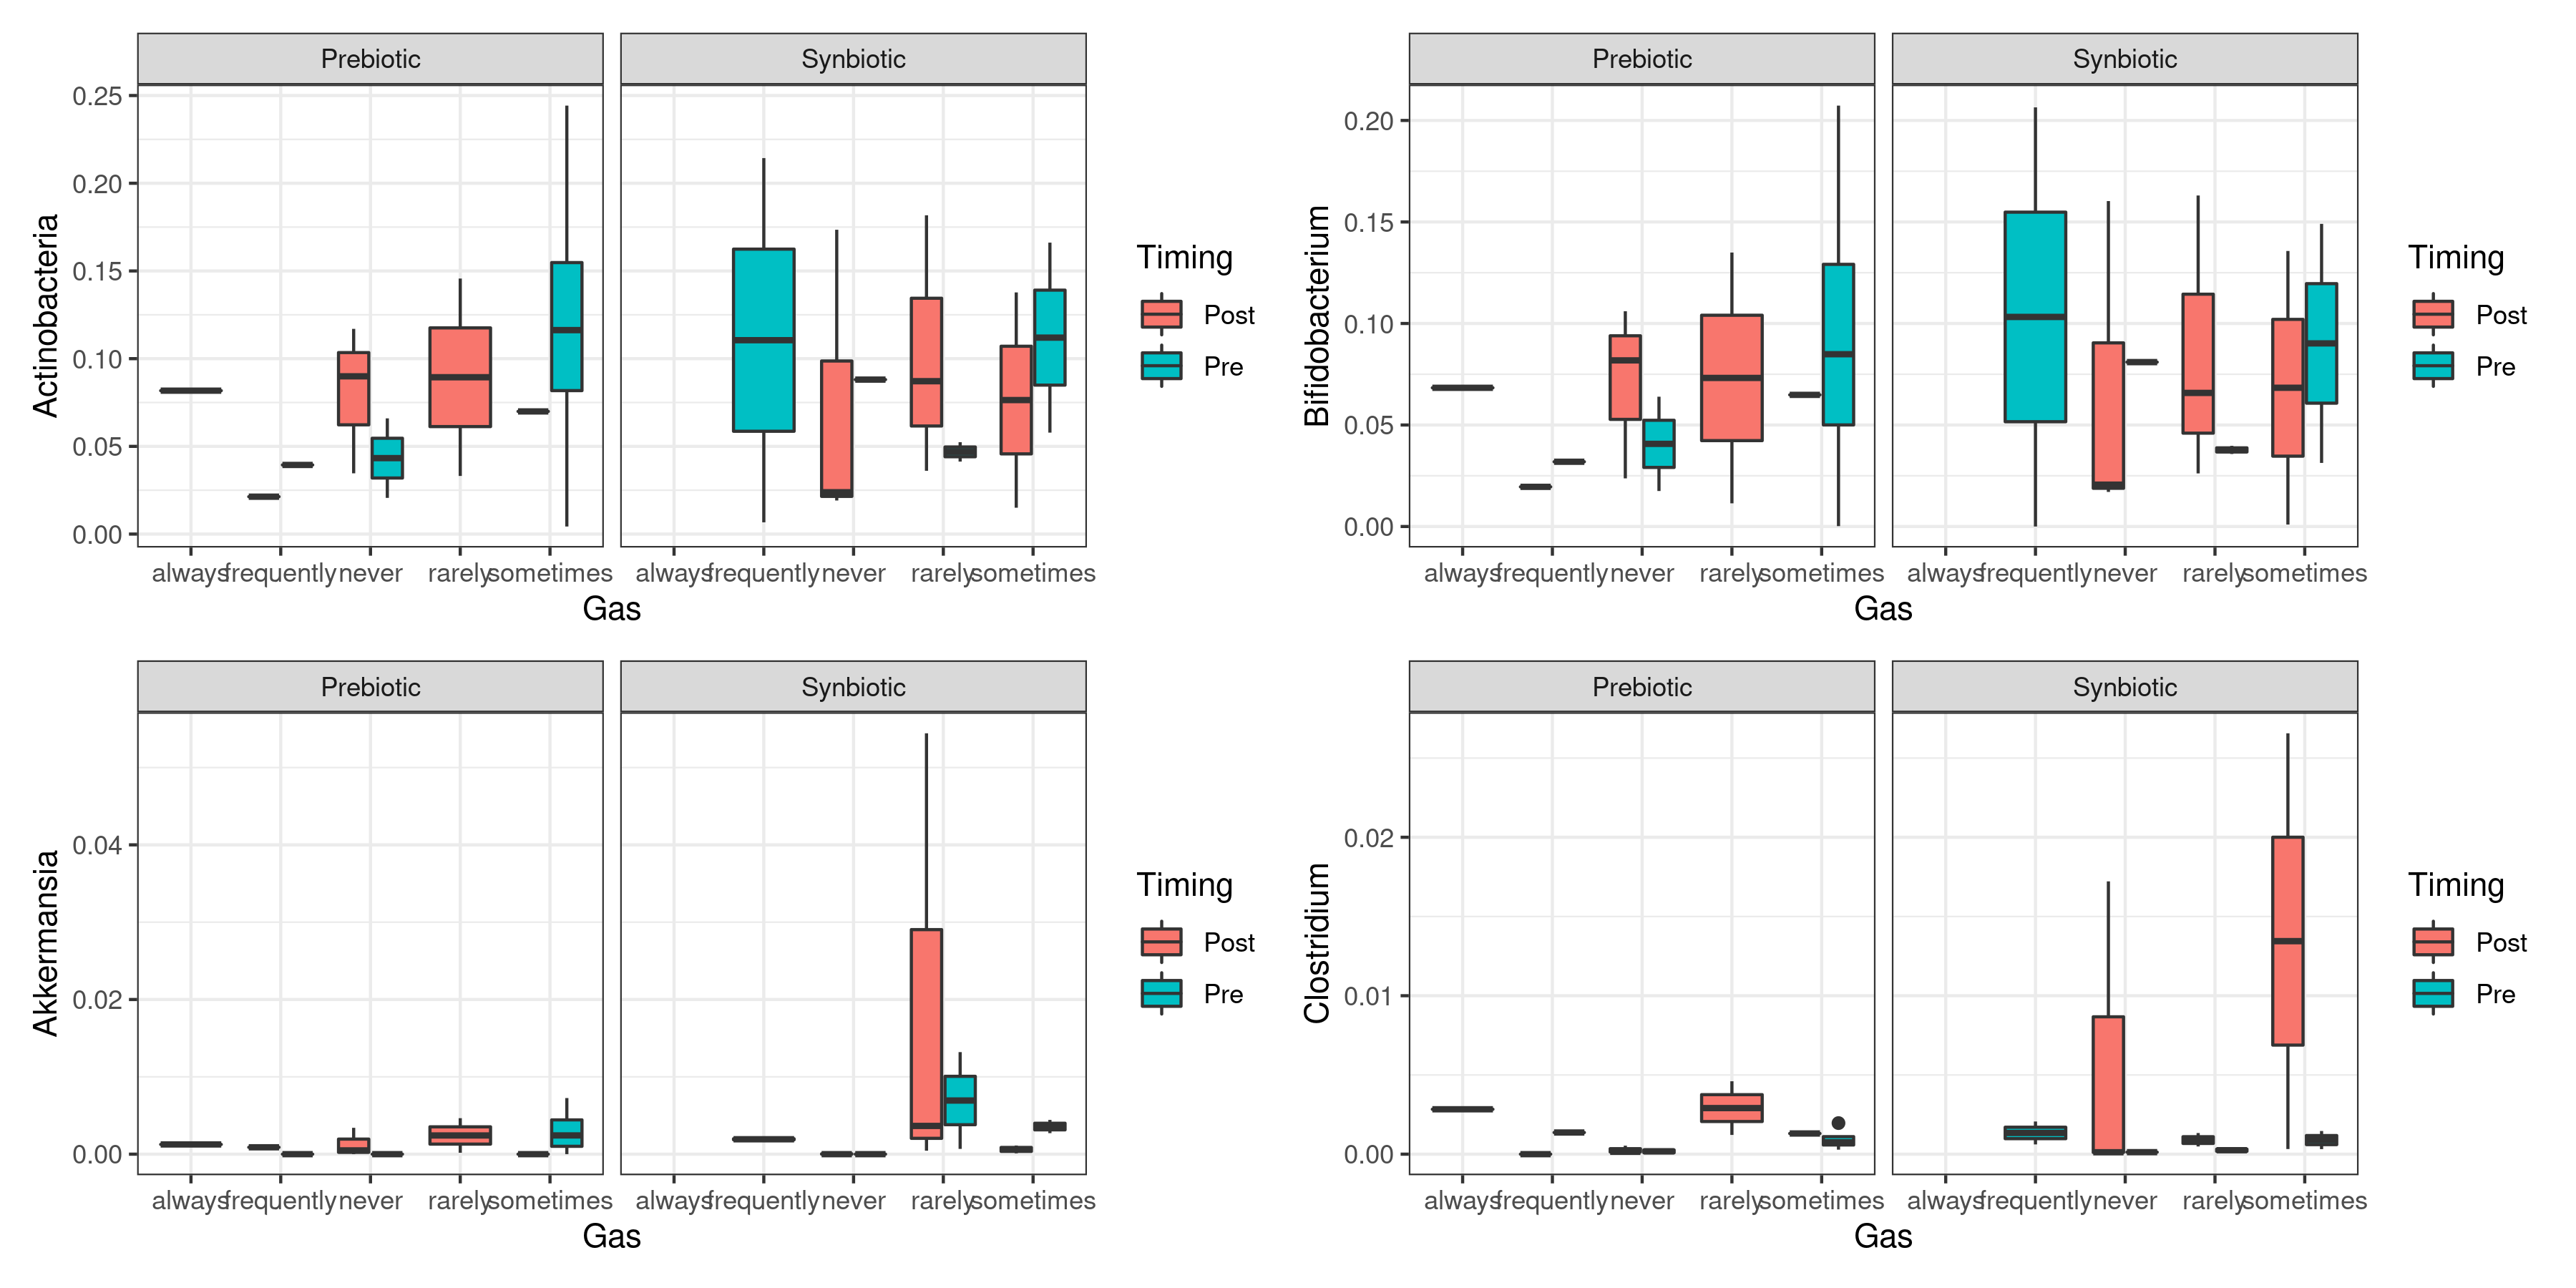 Prebiotic Synbiotic
Actinobacteria
0.25
0.20
0.15
0.10
0.05
0.00
always frequently never rarely sometimes always frequently never rarely sometimes
Gas
Timing
Post
Pre
Prebiotic Synbiotic
Bifidobacterium
0.20
0.15
0.10
0.05
0.00
always frequently never rarely sometimes always frequently never rarely sometimes
Gas
Timing
Post
Pre
Prebiotic Synbiotic
Akkermansia
0.04
0.02
0.00
always frequently never rarely sometimes always frequently never rarely sometimes
Gas
Timing
Post
Pre
Prebiotic Synbiotic
Clostridium
0.02
0.01
0.00
always frequently never rarely sometimes always frequently never rarely sometimes
Gas
Timing
Post
Pre